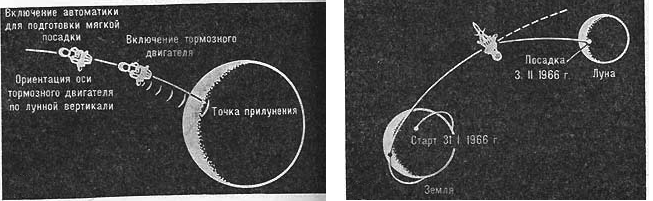 Включение автоматики
для подготовки мягкой
посадки
Включение тормозного
двигателя
Ориентация оси
тормозного двигателя
по лунной вертикали
Точка прилунения
Посадка
3. II 1966 г.
Луна
Старт 31 I 1966 г.
Земля